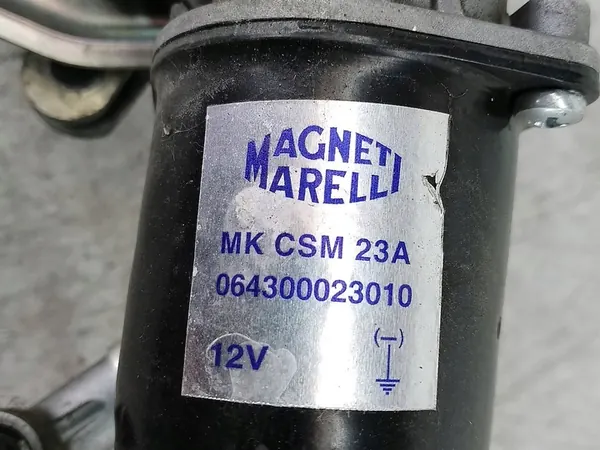 MAGNETI
MARELLI
MK CSM 23A
064300023010
12V
(-)